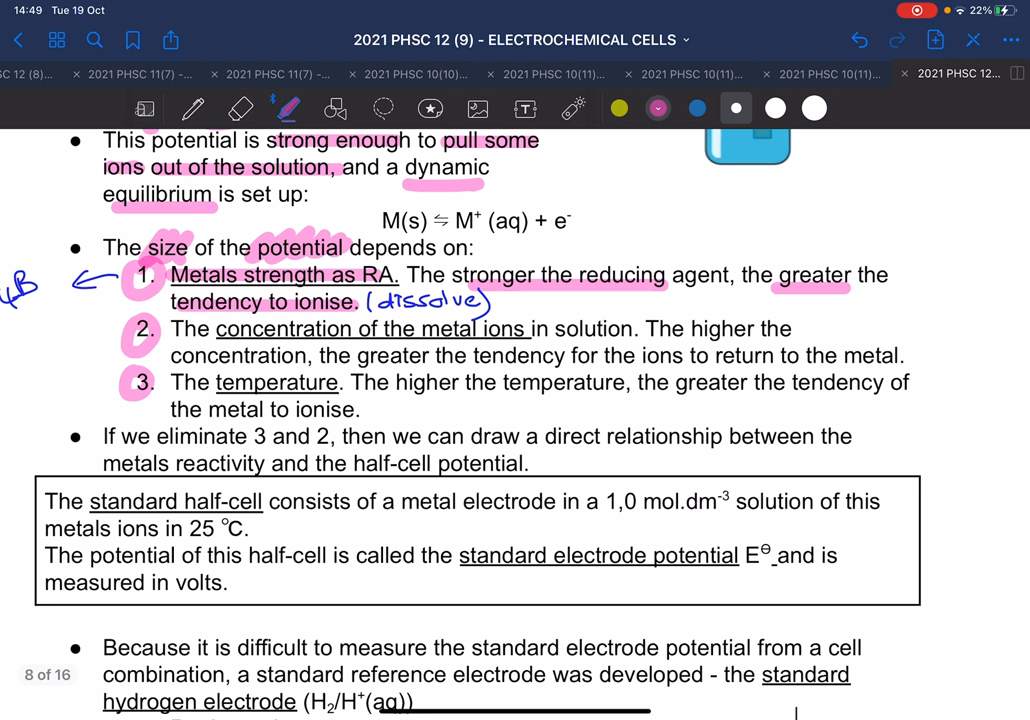 14:49 Tue 19 Oct
22%
2021 PHSC 12 (9) - ELECTROCHEMICAL CELLS
SC 12 (8)... × 2021 PHSC 11(7) -... × 2021 PHSC 11(7) -... × 2021 PHSC 10(10)... × 2021 PHSC 10(11)... × 2021 PHSC 10(11)... × 2021 PHSC 10(11)... × 2021 PHSC 12...
• This potential is strong enough to pull some
ions out of the solution, and a dynamic
equilibrium is set up:
M(s) ⇋ M⁺ (aq) + e⁻
• The size of the potential depends on:
1. Metals strength as RA. The stronger the reducing agent, the greater the
tendency to ionise. (dissolve)
2. The concentration of the metal ions in solution. The higher the
concentration, the greater the tendency for the ions to return to the metal.
3. The temperature. The higher the temperature, the greater the tendency of
the metal to ionise.
• If we eliminate 3 and 2, then we can draw a direct relationship between the
metals reactivity and the half-cell potential.
The standard half-cell consists of a metal electrode in a 1,0 mol.dm⁻³ solution of this
metals ions in 25 °C.
The potential of this half-cell is called the standard electrode potential E⊖ and is
measured in volts.
• Because it is difficult to measure the standard electrode potential from a cell
8 of 16
combination, a standard reference electrode was developed - the standard
hydrogen electrode (H₂/H⁺(aq))